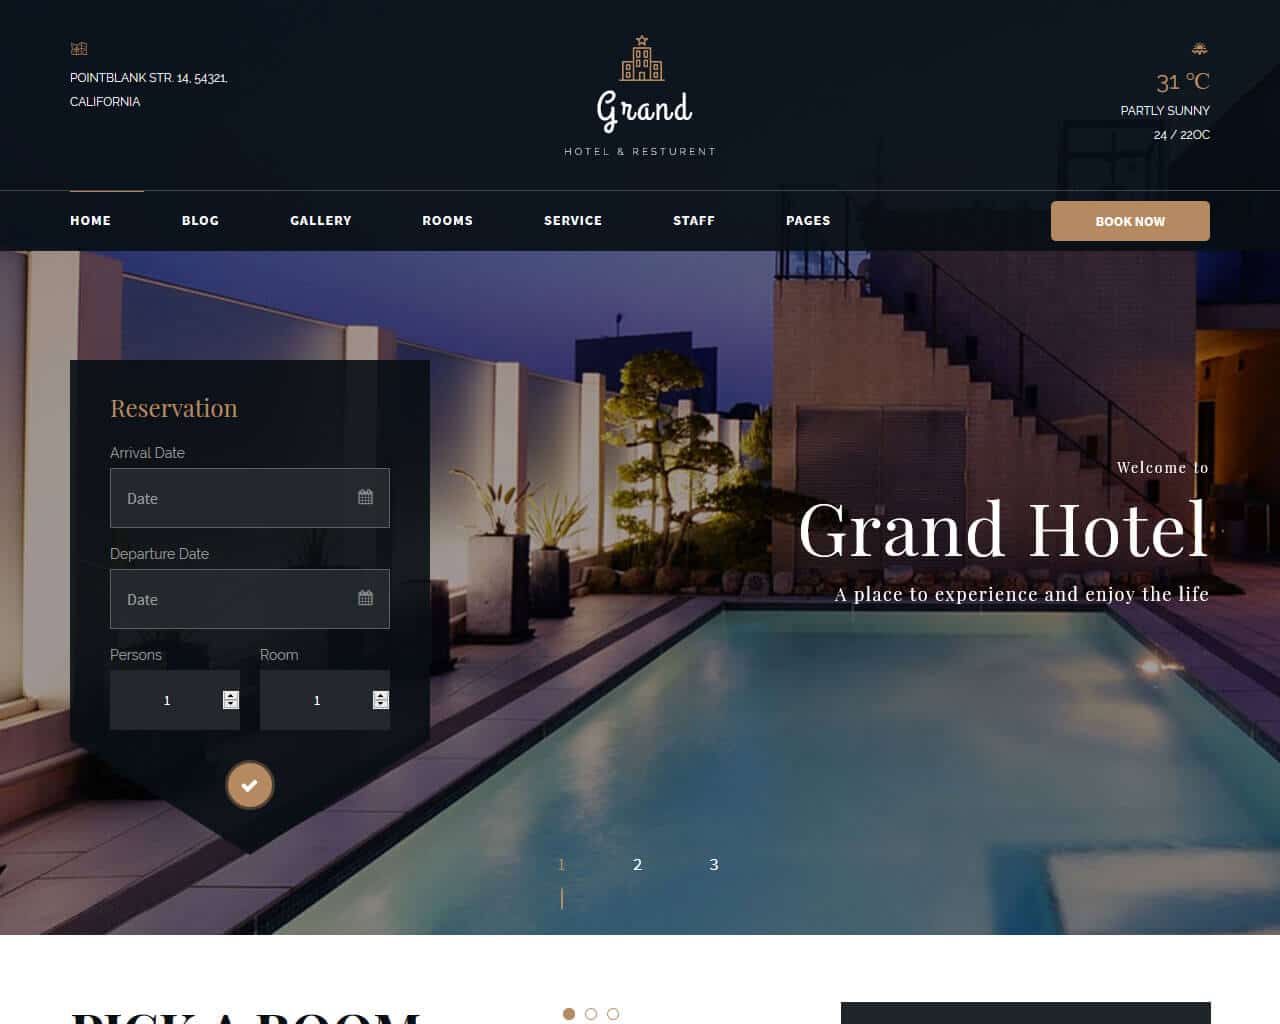 POINTBLANK STR. 14, 54321,
CALIFORNIA
Grand
HOTEL & RESTURENT
31 °C
PARTLY SUNNY
24 / 22OC
HOME BLOG GALLERY ROOMS SERVICE STAFF PAGES BOOK NOW
Reservation
Arrival Date
Date
Departure Date
Date
Persons Room
1 1
Welcome to
Grand Hotel
A place to experience and enjoy the life
1 2 3
PICK A ROOM